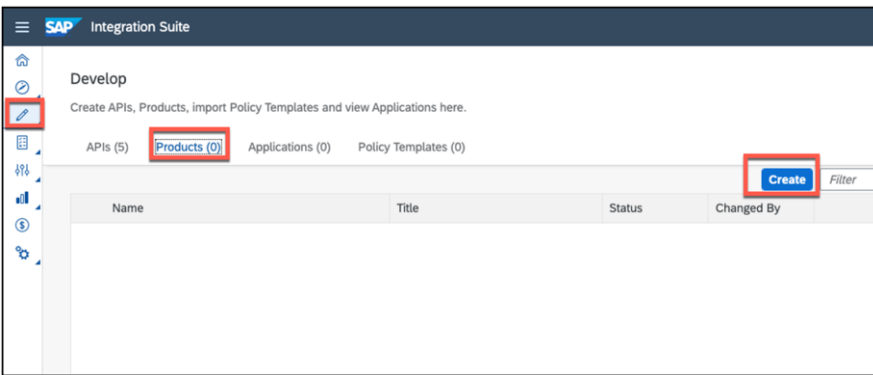 SAP Integration Suite
Develop
Create APIs, Products, import Policy Templates and view Applications here.
APIs (5) Products (0) Applications (0) Policy Templates (0)
Create Filter
Name Title Status Changed By